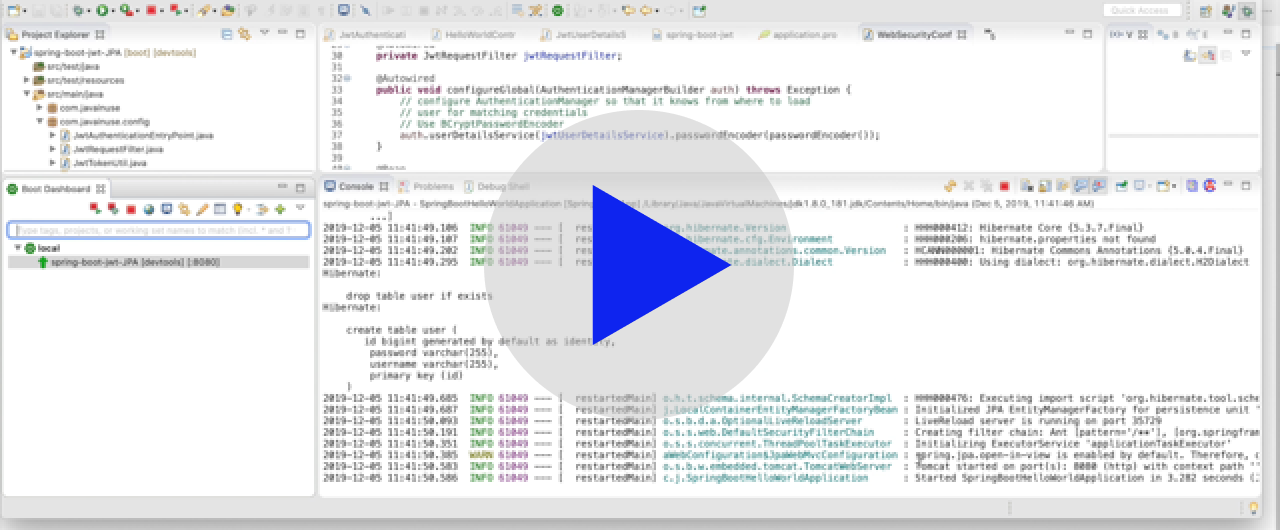 Quick Access
Project Explorer
JwtAuthenticati
HelloWorldContr
JwtUserDetailsS
spring-boot-jwt
application.pro
WebSecurityConf
spring-boot-jwt-JPA [boot] [devtools]
src/test/java
src/test/resources
src/main/java
com.javainuse
com.javainuse.config
JwtAuthenticationEntryPoint.java
JwtRequestFilter.java
JwtTokenUtil.java
30 private JwtRequestFilter jwtRequestFilter;
31
32 @Autowired
33 public void configureGlobal(AuthenticationManagerBuilder auth) throws Exception {
34 // configure AuthenticationManager so that it knows from where to load
35 // user for matching credentials
36 // Use BCryptPasswordEncoder
37 auth.userDetailsService(jwtUserDetailsService).passwordEncoder(passwordEncoder());
38 }
39
Boot Dashboard
Type tags, projects, or working set names to match (incl. * and ?
local
spring-boot-jwt-JPA [devtools] [:8080]
Console
Problems
Debug Shell
spring-boot-jwt-JPA - SpringBootHelloWorldApplication [Spring /Library/Java/JavaVirtualMachines/jdk1.8.0_181.jdk/Contents/Home/bin/java (Dec 5, 2019, 11:41:46 AM)
...]
2019-12-05 11:41:49.106 INFO 61049 --- [ res org.hibernate.Version : HHH000412: Hibernate Core {5.3.7.Final}
2019-12-05 11:41:49.107 INFO 61049 --- [ res hibernate.cfg.Environment : HHH000206: hibernate.properties not found
2019-12-05 11:41:49.202 INFO 61049 --- [ res annotations.common.Version : HCANN000001: Hibernate Commons Annotations {5.0.4.Final}
2019-12-05 11:41:49.295 INFO 61049 --- [ res dialect.Dialect : HHH000400: Using dialect: org.hibernate.dialect.H2Dialect
Hibernate:
drop table user if exists
Hibernate:
create table user (
id bigint generated by default as identity,
password varchar(255),
username varchar(255),
primary key (id)
)
2019-12-05 11:41:49.685 INFO 61049 --- [ restartedMain] o.h.t.schema.internal.SchemaCreatorImpl : HHH000476: Executing import script 'org.hibernate.tool.sche
2019-12-05 11:41:49.687 INFO 61049 --- [ restartedMain] j.LocalContainerEntityManagerFactoryBean : Initialized JPA EntityManagerFactory for persistence unit '
2019-12-05 11:41:50.093 INFO 61049 --- [ restartedMain] o.s.b.d.a.OptionalLiveReloadServer : LiveReload server is running on port 35729
2019-12-05 11:41:50.191 INFO 61049 --- [ restartedMain] o.s.s.web.DefaultSecurityFilterChain : Creating filter chain: Ant [pattern='/**'], [org.springfram
2019-12-05 11:41:50.351 INFO 61049 --- [ restartedMain] o.s.s.concurrent.ThreadPoolTaskExecutor : Initializing ExecutorService 'applicationTaskExecutor'
2019-12-05 11:41:50.385 WARN 61049 --- [ restartedMain] aWebConfiguration$JpaWebMvcConfiguration : spring.jpa.open-in-view is enabled by default. Therefore, d
2019-12-05 11:41:50.583 INFO 61049 --- [ restartedMain] o.s.b.w.embedded.tomcat.TomcatWebServer : Tomcat started on port(s): 8080 (http) with context path ''
2019-12-05 11:41:50.586 INFO 61049 --- [ restartedMain] c.j.SpringBootHelloWorldApplication : Started SpringBootHelloWorldApplication in 3.282 seconds (J